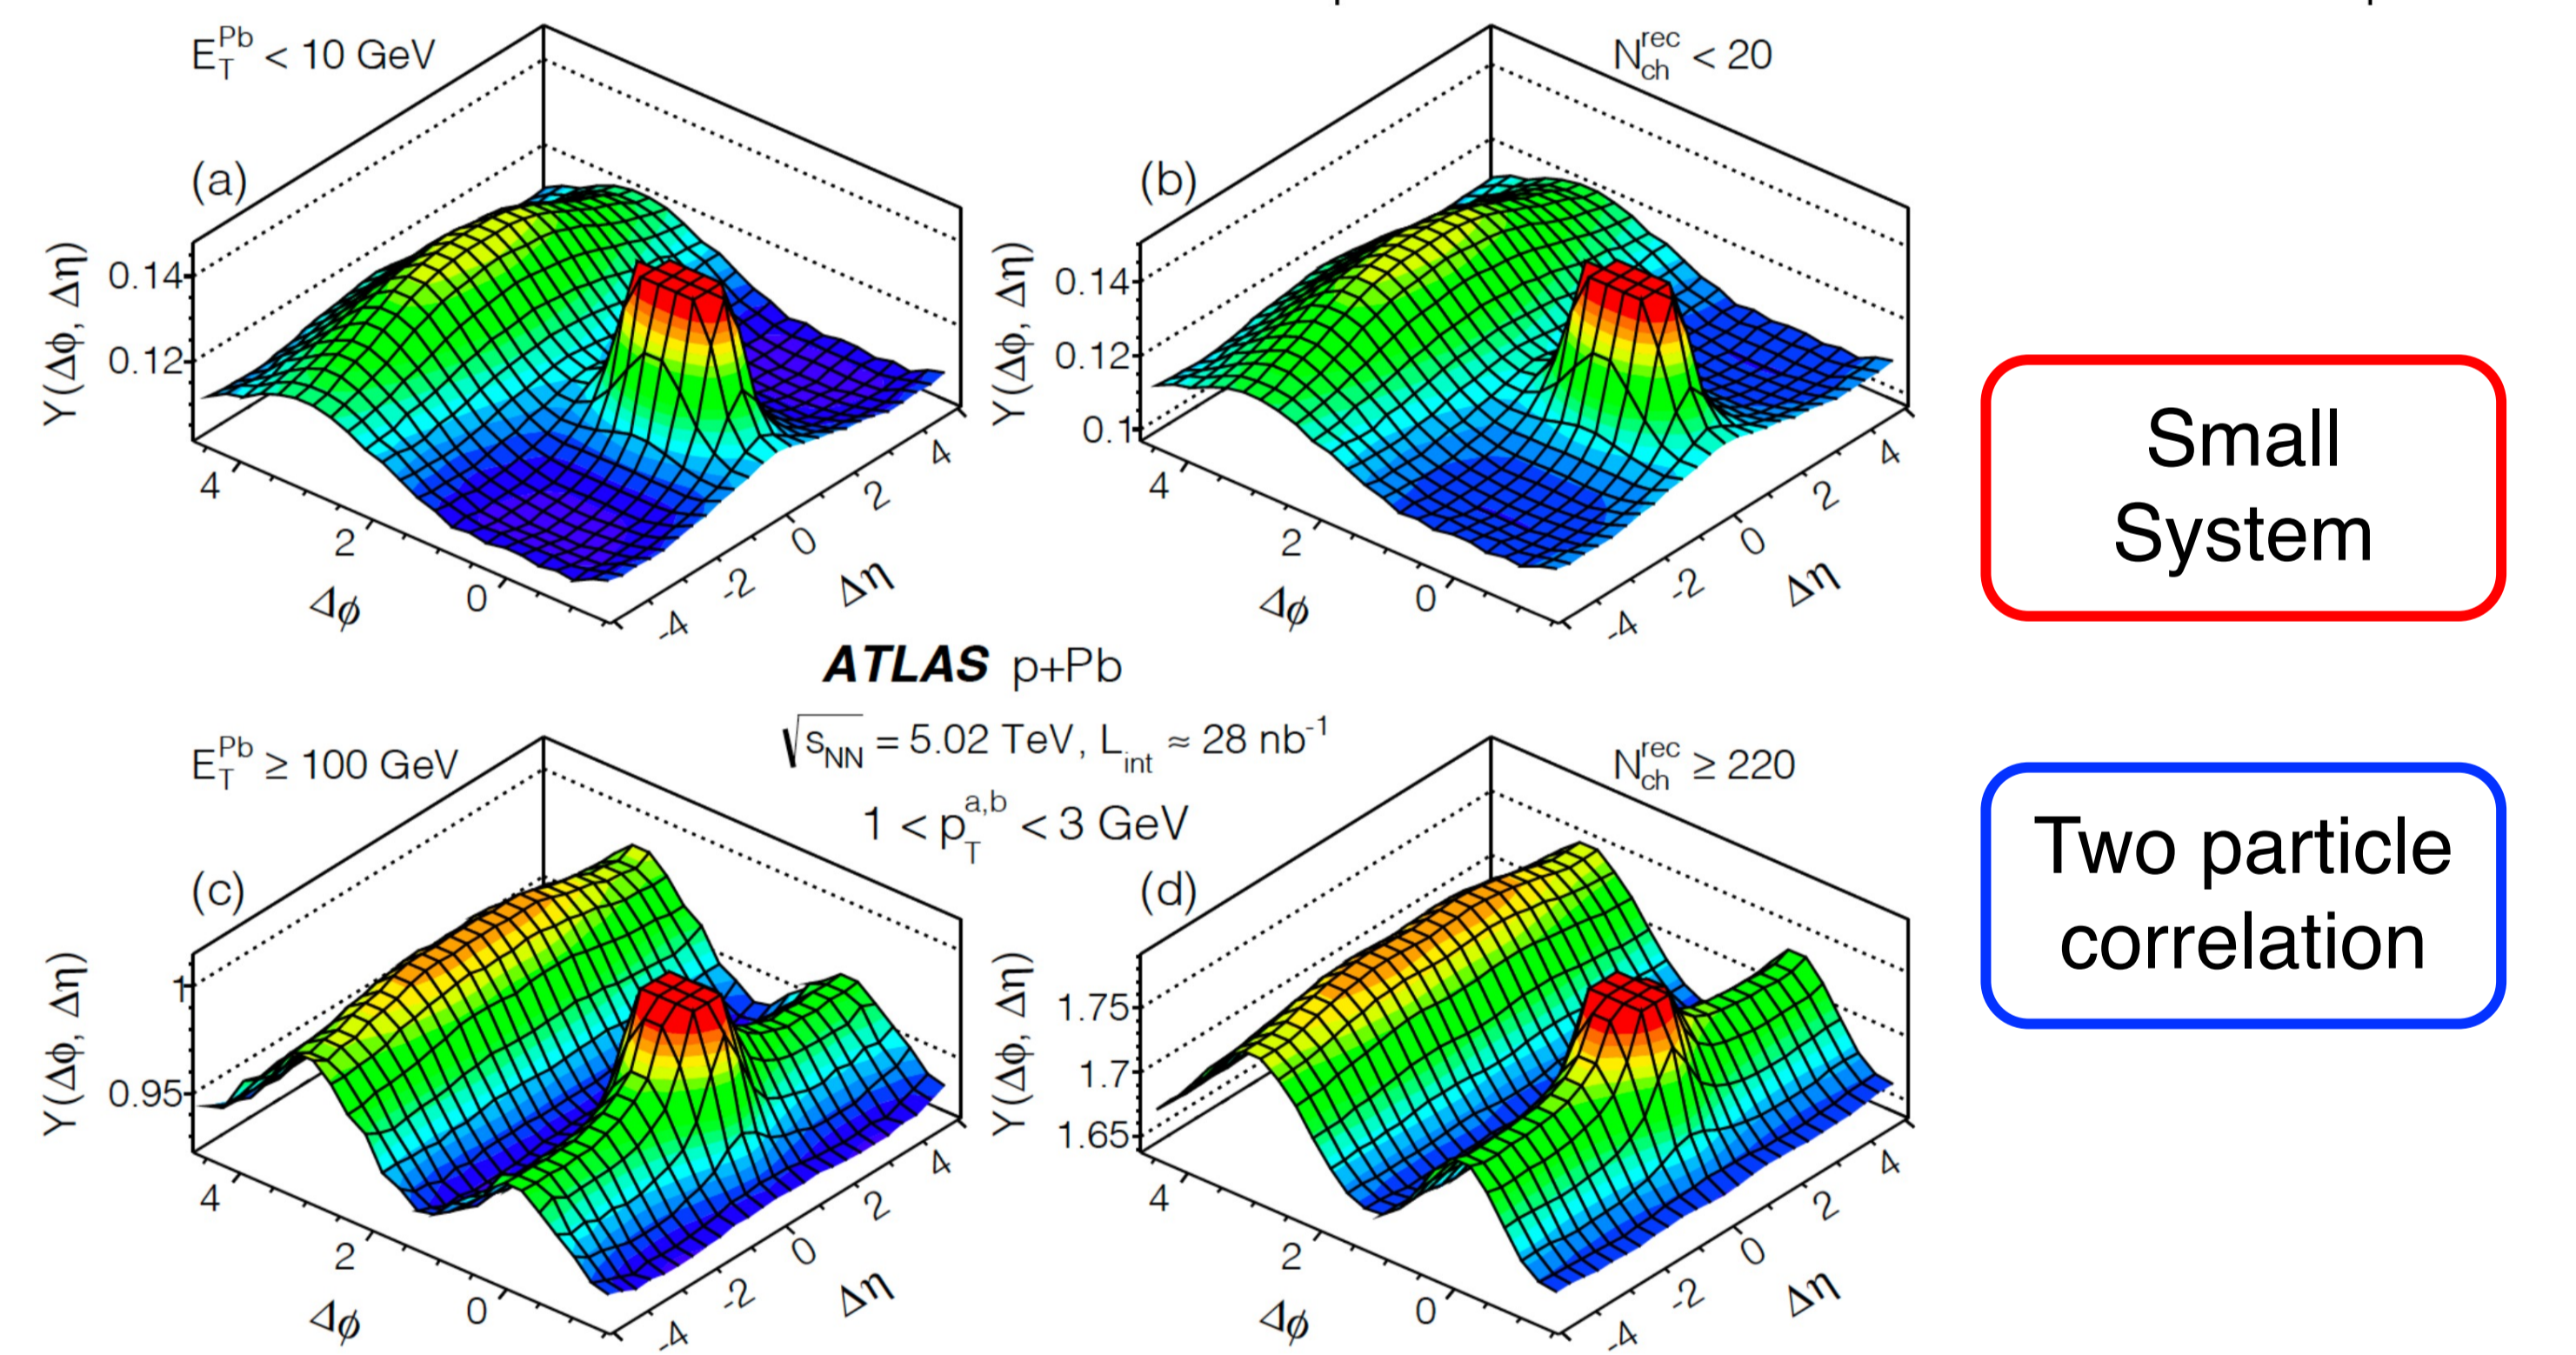 E_T^Pb < 10 GeV
(a)
Y(Δϕ, Δη)
0.14
0.12
4
2
0
Δϕ
-4
-2
0
2
4
Δη
N_ch^rec < 20
(b)
Y(Δϕ, Δη)
0.14
0.12
0.1
4
2
0
Δϕ
-4
-2
0
2
4
Δη
Small
System
ATLAS p+Pb
√s_NN = 5.02 TeV, L_int ≈ 28 nb^-1
1 < p_T^a,b < 3 GeV
E_T^Pb ≥ 100 GeV
(c)
Y(Δϕ, Δη)
1
0.95
4
2
0
Δϕ
-4
-2
0
2
4
Δη
N_ch^rec ≥ 220
(d)
Y(Δϕ, Δη)
1.75
1.7
1.65
4
2
0
Δϕ
-4
-2
0
2
4
Δη
Two particle
correlation